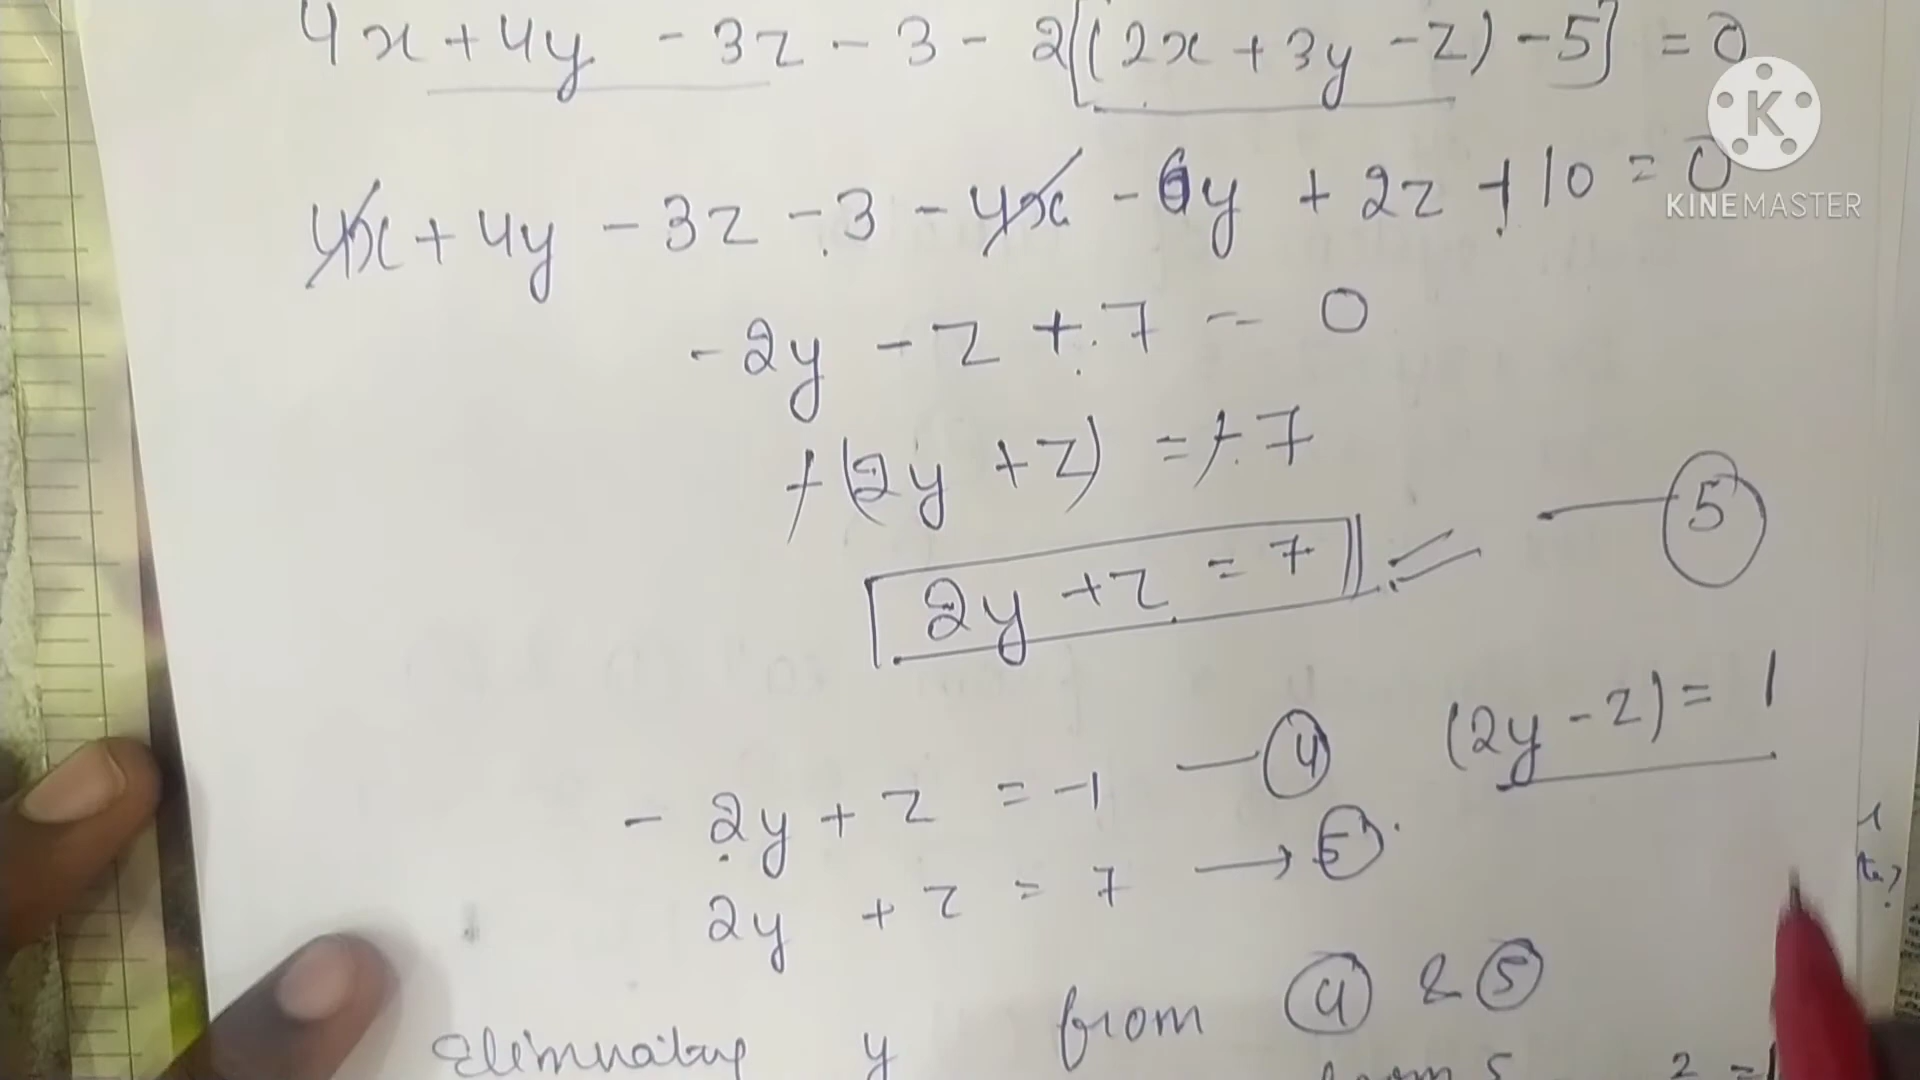 4x + 4y - 3z - 3 - 2[(2x + 3y - z) - 5] = 0
K
4x + 4y - 3z - 3 - 4x - 6y + 2z + 10 = 0
KINEMASTER
- 2y - z + 7 = 0
-(2y + z) = -7
2y + z = 7 — 5
(2y - z) = 1
- 2y + z = -1 — 4
2y + z = 7 → 5
y from 4 & 5
from 5